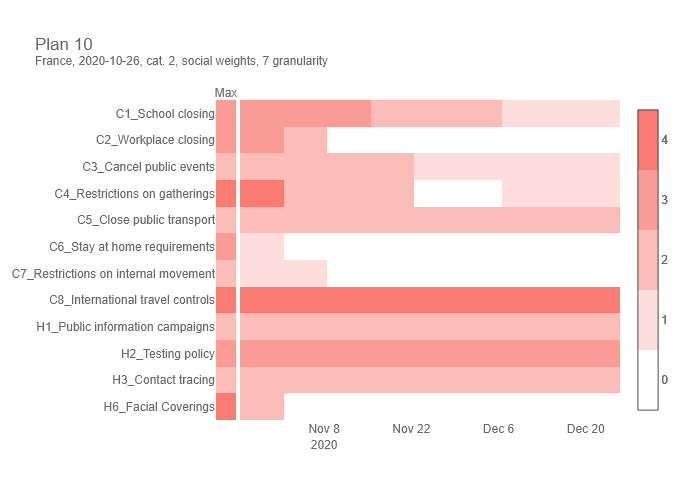 Plan 10
France, 2020-10-26, cat. 2, social weights, 7 granularity
Max
C1_School closing
C2_Workplace closing
C3_Cancel public events
C4_Restrictions on gatherings
C5_Close public transport
C6_Stay at home requirements
C7_Restrictions on internal movement
C8_International travel controls
H1_Public information campaigns
H2_Testing policy
H3_Contact tracing
H6_Facial Coverings
Nov 8 Nov 22 Dec 6 Dec 20
2020
4
3
2
1
0